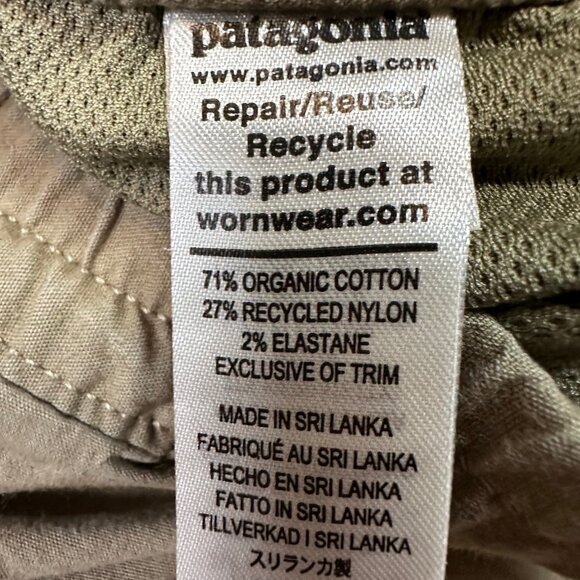 patagonia
www.patagonia.com
Repair/Reuse/
Recycle
this product at
wornwear.com
71% ORGANIC COTTON
27% RECYCLED NYLON
2% ELASTANE
EXCLUSIVE OF TRIM
MADE IN SRI LANKA
FABRIQUÉ AU SRI LANKA
HECHO EN SRI LANKA
FATTO IN SRI LANKA
TILLVERKAD I SRI LANKA
スリランカ製